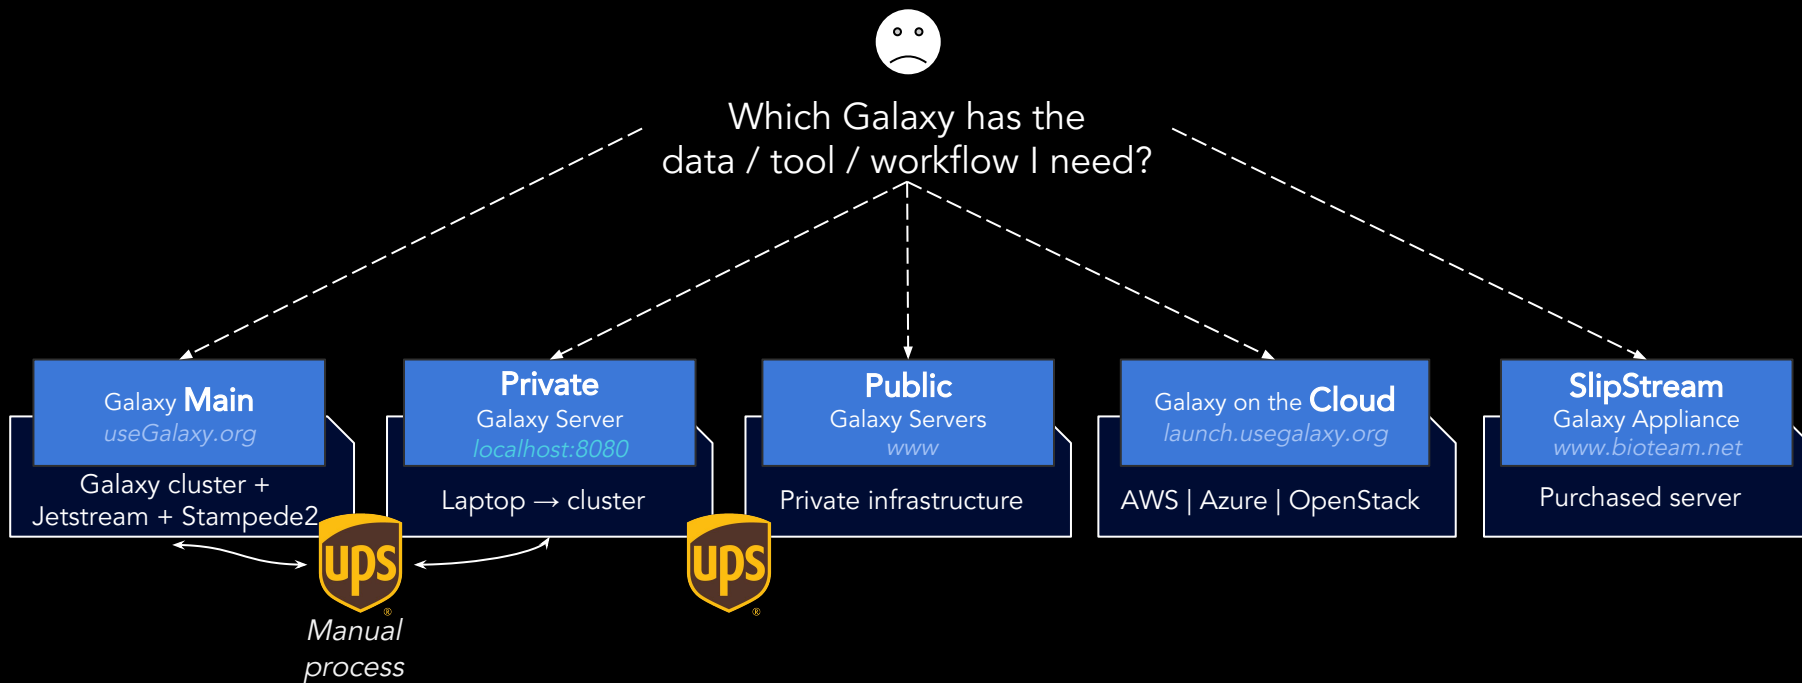 Which Galaxy has the
data / tool / workflow I need?
Galaxy Main
useGalaxy.org
Galaxy cluster +
Jetstream + Stampede2
Private
Galaxy Server
localhost:8080
Laptop → cluster
Public
Galaxy Servers
www
Private infrastructure
Galaxy on the Cloud
launch.usegalaxy.org
AWS | Azure | OpenStack
SlipStream
Galaxy Appliance
www.bioteam.net
Purchased server
ups
®
ups
®
Manual
process